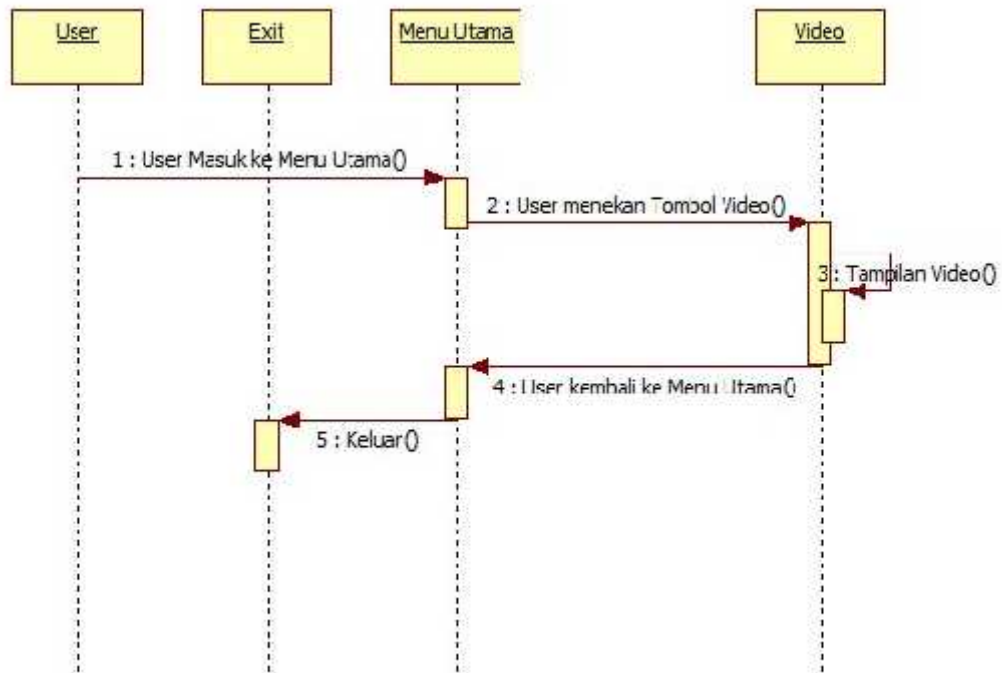 User
Exit
Menu Utama
Video
1 : User Masuk ke Menu Utama()
2 : User menekan Tombol Video()
3 : Tampilan Video()
4 : User kembali ke Menu Utama()
5 : Keluar()